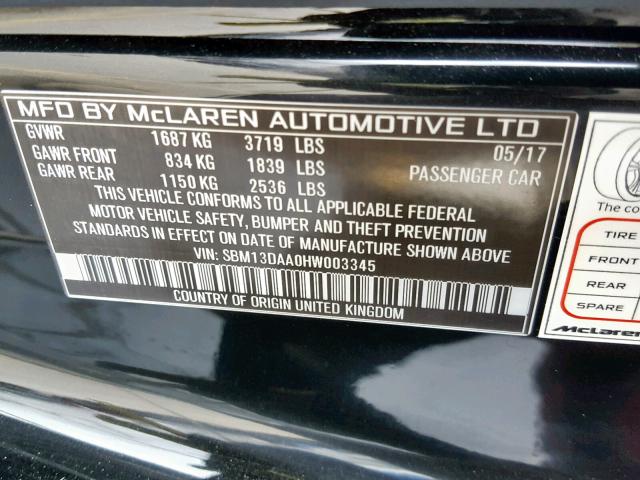 MFD BY McLAREN AUTOMOTIVE LTD
GVWR 1687 KG 3719 LBS 05/17
GAWR FRONT 834 KG 1839 LBS PASSENGER CAR
GAWR REAR 1150 KG 2536 LBS
THIS VEHICLE CONFORMS TO ALL APPLICABLE FEDERAL
MOTOR VEHICLE SAFETY, BUMPER AND THEFT PREVENTION
STANDARDS IN EFFECT ON DATE OF MANUFACTURE SHOWN ABOVE
VIN: SBM13DAA0HW003345
COUNTRY OF ORIGIN UNITED KINGDOM
The
TIRE
FRONT
REAR
SPARE
McLaren